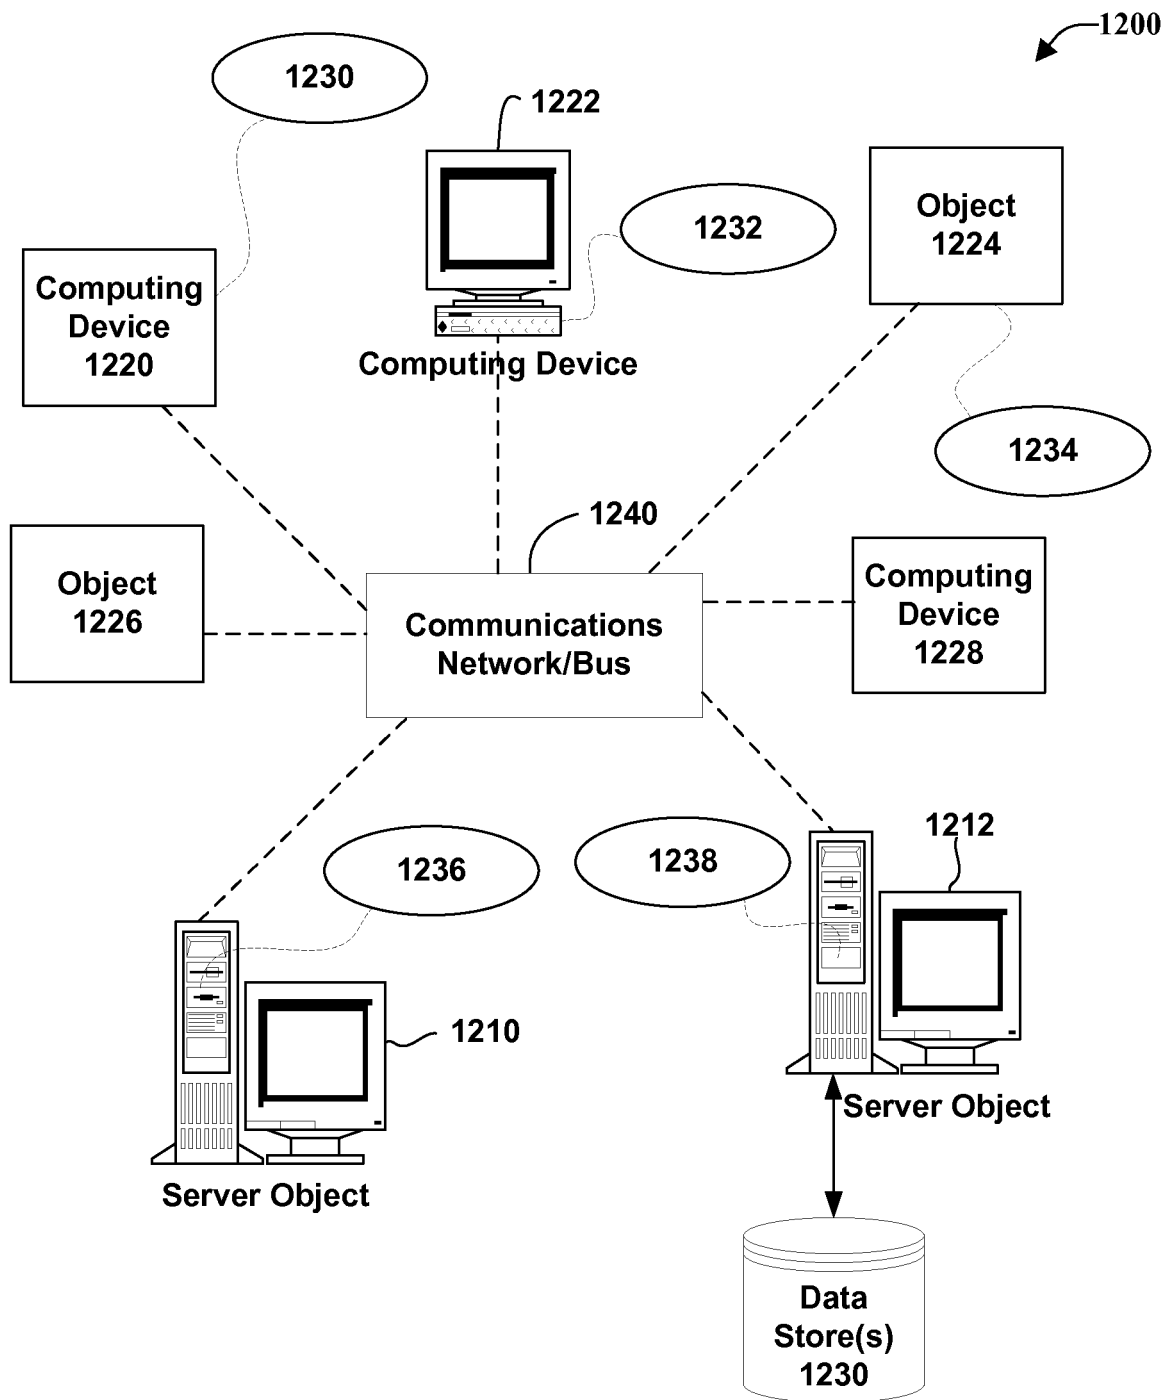 1200
1230
1222
1232
Object
1224
Computing
Device
1220
Computing Device
1234
1240
Object
1226
Communications
Network/Bus
Computing
Device
1228
1236
1238
1212
1210
Server Object
Server Object
Data
Store(s)
1230